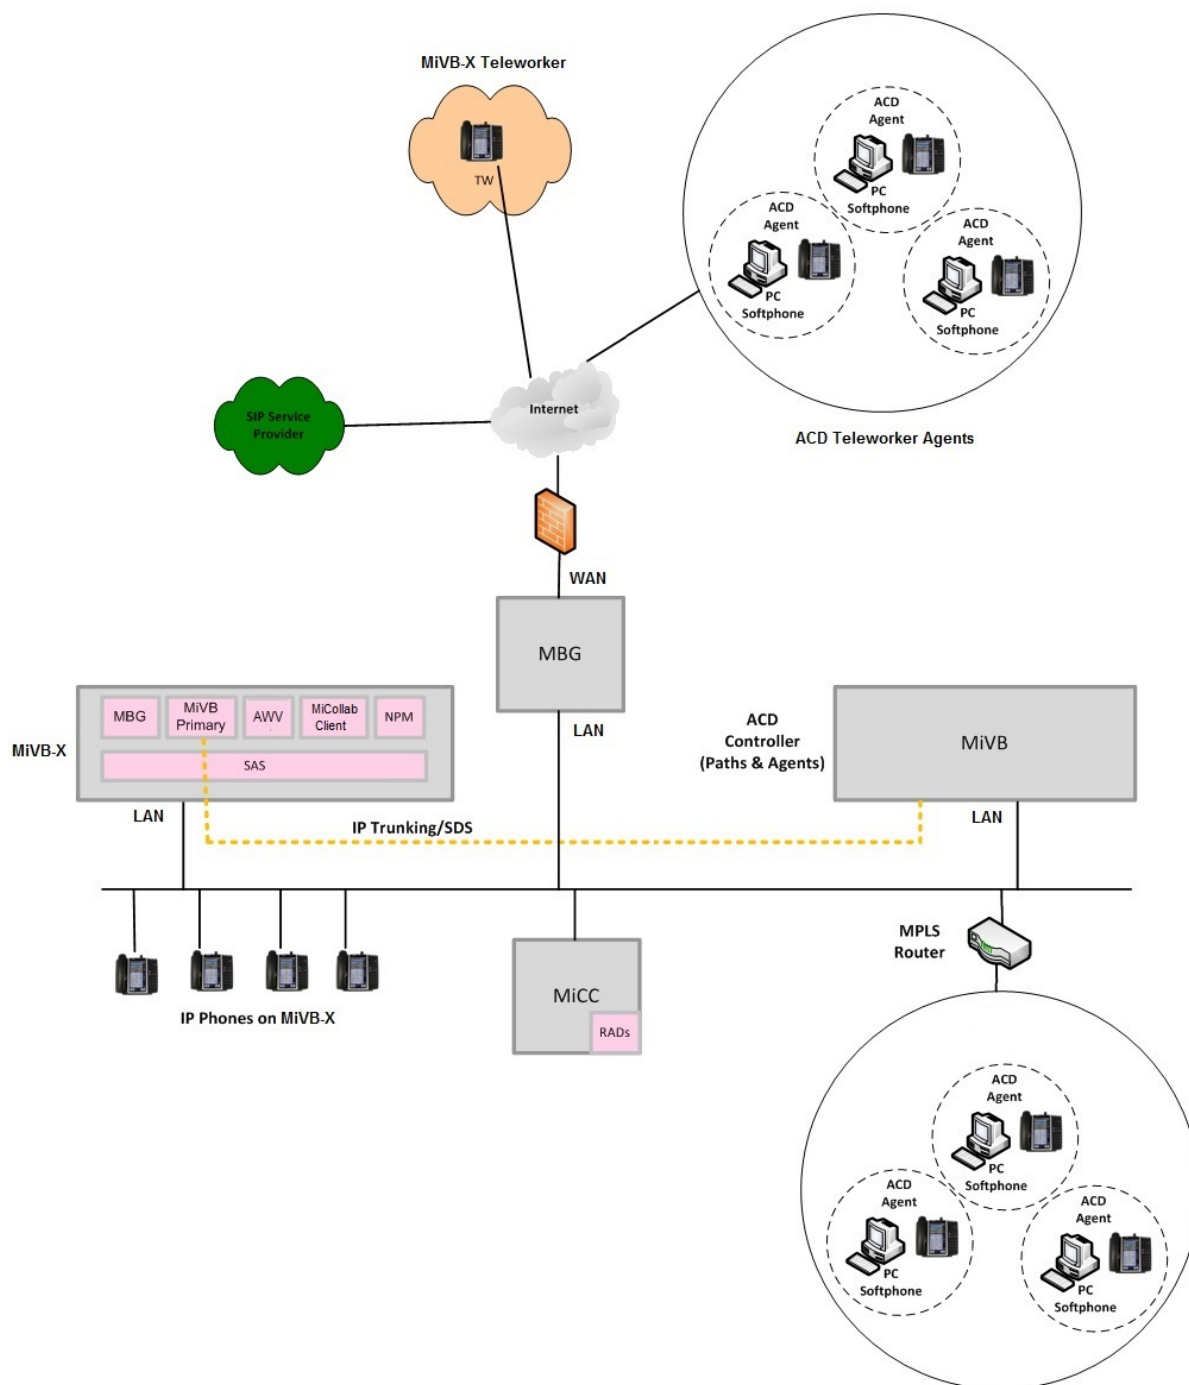 MiVB-X Teleworker
TW
ACD
Agent
PC
Softphone
ACD
Agent
PC
Softphone
ACD
Agent
PC
Softphone
ACD Teleworker Agents
SIP Service
Provider
Internet
WAN
MBG
LAN
MiVB-X
MBG
MiVB
Primary
AWV
MiCollab
Client
NPM
SAS
LAN
ACD
Controller
(Paths & Agents)
MiVB
LAN
IP Trunking/SDS
IP Phones on MiVB-X
MiCC
RADs
MPLS
Router
ACD
Agent
PC
Softphone
ACD
Agent
PC
Softphone
ACD
Agent
PC
Softphone